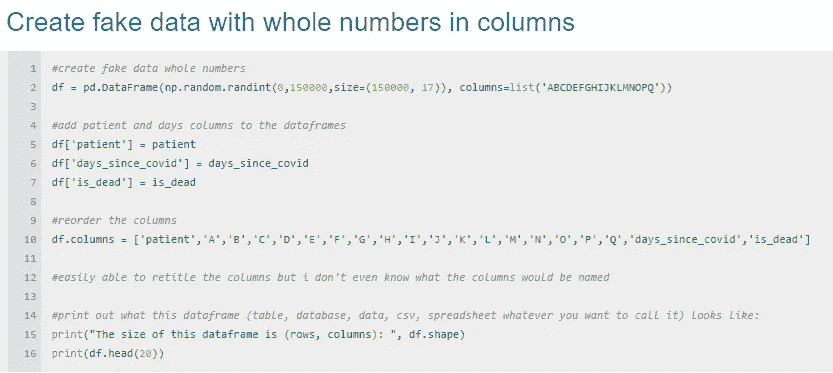 Create fake data with whole numbers in columns
1 #create fake data whole numbers
2 df = pd.DataFrame(np.random.randint(0,150000,size=(150000, 17)), columns=list('ABCDEFGHIJKLMNOPQ'))
3
4 #add patient and days columns to the dataframes
5 df['patient'] = patient
6 df['days_since_covid'] = days_since_covid
7 df['is_dead'] = is_dead
8
9 #reorder the columns
10 df.columns = ['patient','A','B','C','D','E','F','G','H','I','J','K','L','M','N','O','P','Q','days_since_covid','is_dead']
11
12 #easily able to retitle the columns but i don't even know what the columns would be named
13
14 #print out what this dataframe (table, database, data, csv, spreadsheet whatever you want to call it) looks like:
15 print("The size of this dataframe is (rows, columns): ", df.shape)
16 print(df.head(20))